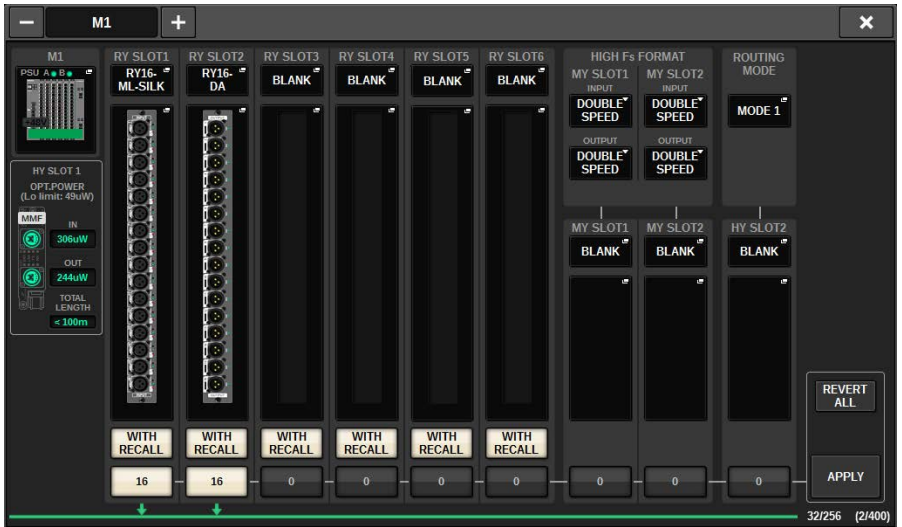 M1
M1
PSU A B
+48V
HY SLOT 1
OPT.POWER
(Lo limit: 49uW)
MMF
IN
306uW
OUT
244uW
TOTAL
LENGTH
<100m
RY SLOT1
RY16-
ML-SILK
WITH
RECALL
16
RY SLOT2
RY16-
DA
WITH
RECALL
16
RY SLOT3
BLANK
WITH
RECALL
0
RY SLOT4
BLANK
WITH
RECALL
0
RY SLOT5
BLANK
WITH
RECALL
0
RY SLOT6
BLANK
WITH
RECALL
0
HIGH Fs FORMAT
MY SLOT1
INPUT
DOUBLE
SPEED
OUTPUT
DOUBLE
SPEED
MY SLOT2
INPUT
DOUBLE
SPEED
OUTPUT
DOUBLE
SPEED
ROUTING
MODE
MODE 1
MY SLOT1
BLANK
0
MY SLOT2
BLANK
0
HY SLOT2
BLANK
0
REVERT
ALL
APPLY
32/256 (2/400)